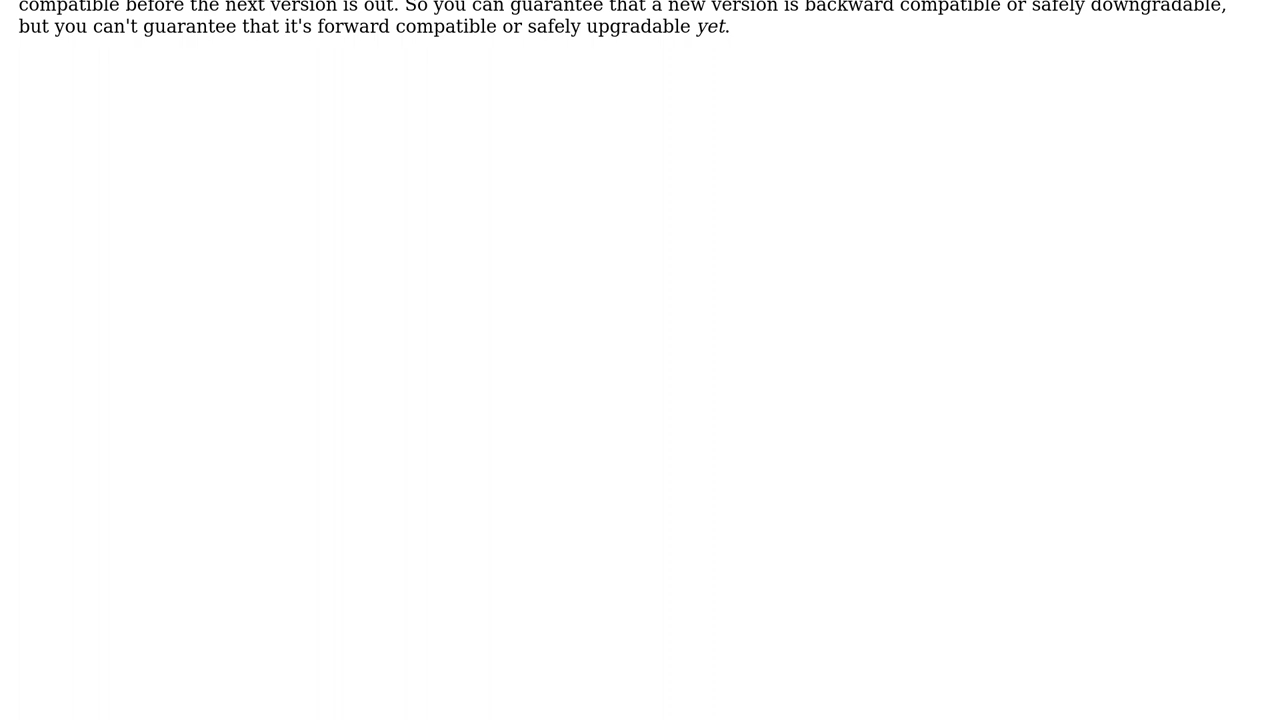 compatible before the next version is out. So you can guarantee that a new version is backward compatible or safely downgradable,
but you can't guarantee that it's forward compatible or safely upgradable yet.